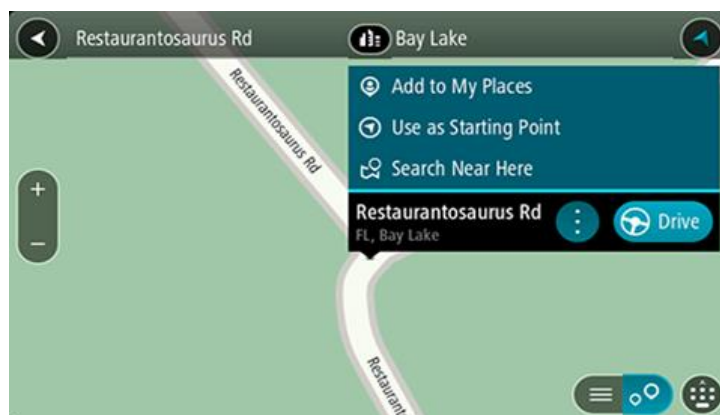 Restaurantosaurus Rd
Bay Lake
Restaurantosaurus Rd
Add to My Places
Use as Starting Point
Search Near Here
Restaurantosaurus Rd
FL, Bay Lake
Drive
+
−
Restaurant